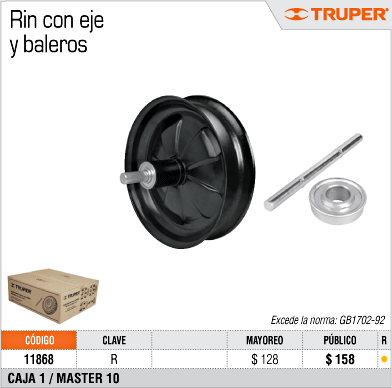 Rin con eje
y baleros
TRUPER®
TRUPER®
Excede la norma: GB1702-92
CÓDIGO CLAVE MAYOREO PÚBLICO R
11868 R $ 128 $ 158
CAJA 1 / MASTER 10